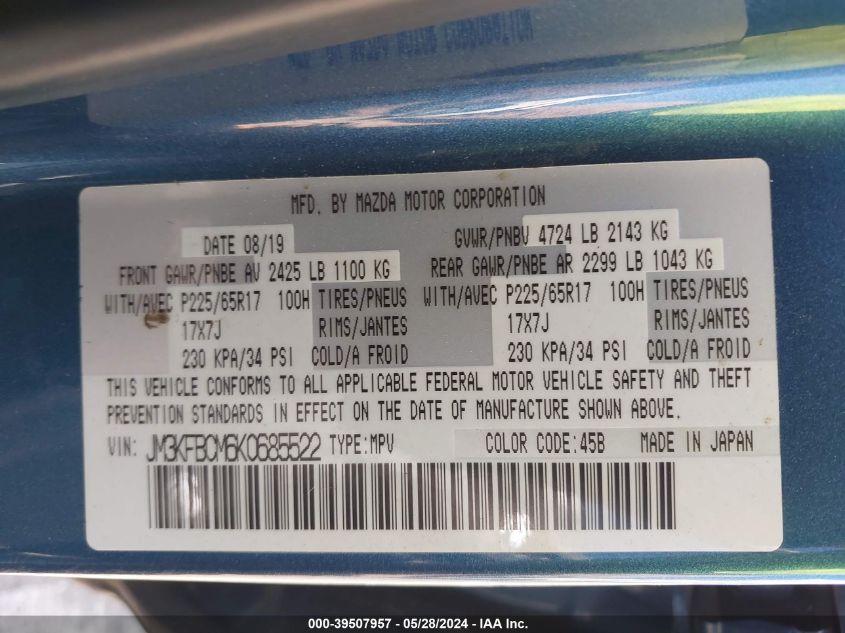 MFD. BY MAZDA MOTOR CORPORATION
DATE 08/19 GVWR/PNBV 4724 LB 2143 KG
FRONT GAWR/PNBE AV 2425 LB 1100 KG REAR GAWR/PNBE AR 2299 LB 1043 KG
WITH/AVEC P225/65R17 100H TIRES/PNEUS WITH/AVEC P225/65R17 100H TIRES/PNEUS
17X7J RIMS/JANTES 17X7J RIMS/JANTES
230 KPA/34 PSI COLD/A FROID 230 KPA/34 PSI COLD/A FROID
THIS VEHICLE CONFORMS TO ALL APPLICABLE FEDERAL MOTOR VEHICLE SAFETY AND THEFT
PREVENTION STANDARDS IN EFFECT ON THE DATE OF MANUFACTURE SHOWN ABOVE.
VIN: JM3KFBCM6K0685522 TYPE:MPV COLOR CODE:45B MADE IN JAPAN
000-39507957 - 05/28/2024 - IAA Inc.